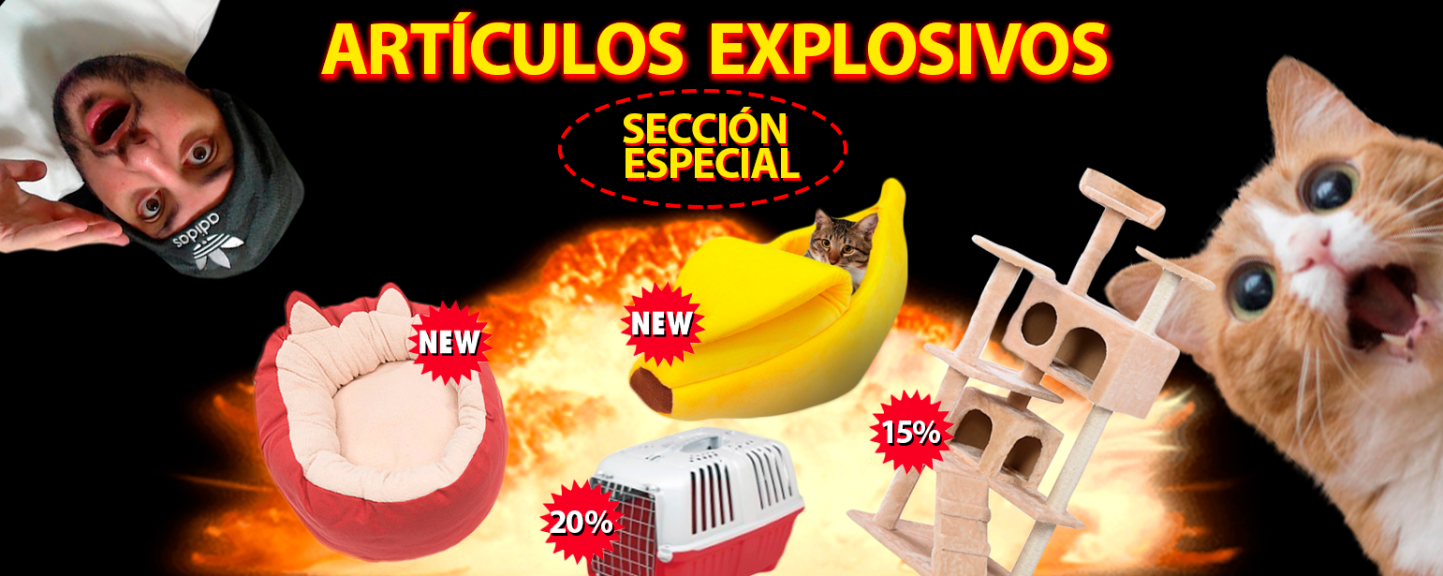 ARTÍCULOS EXPLOSIVOS
SECCIÓN
ESPECIAL
adidas
NEW
NEW
15%
20%